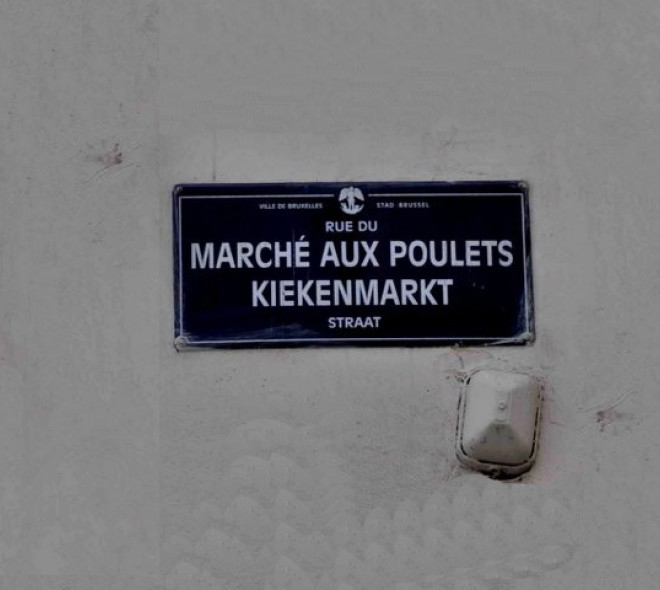 VILLE DE BRUXELLES STAD BRUSSEL
RUE DU
MARCHÉ AUX POULETS
KIEKENMARKT
STRAAT